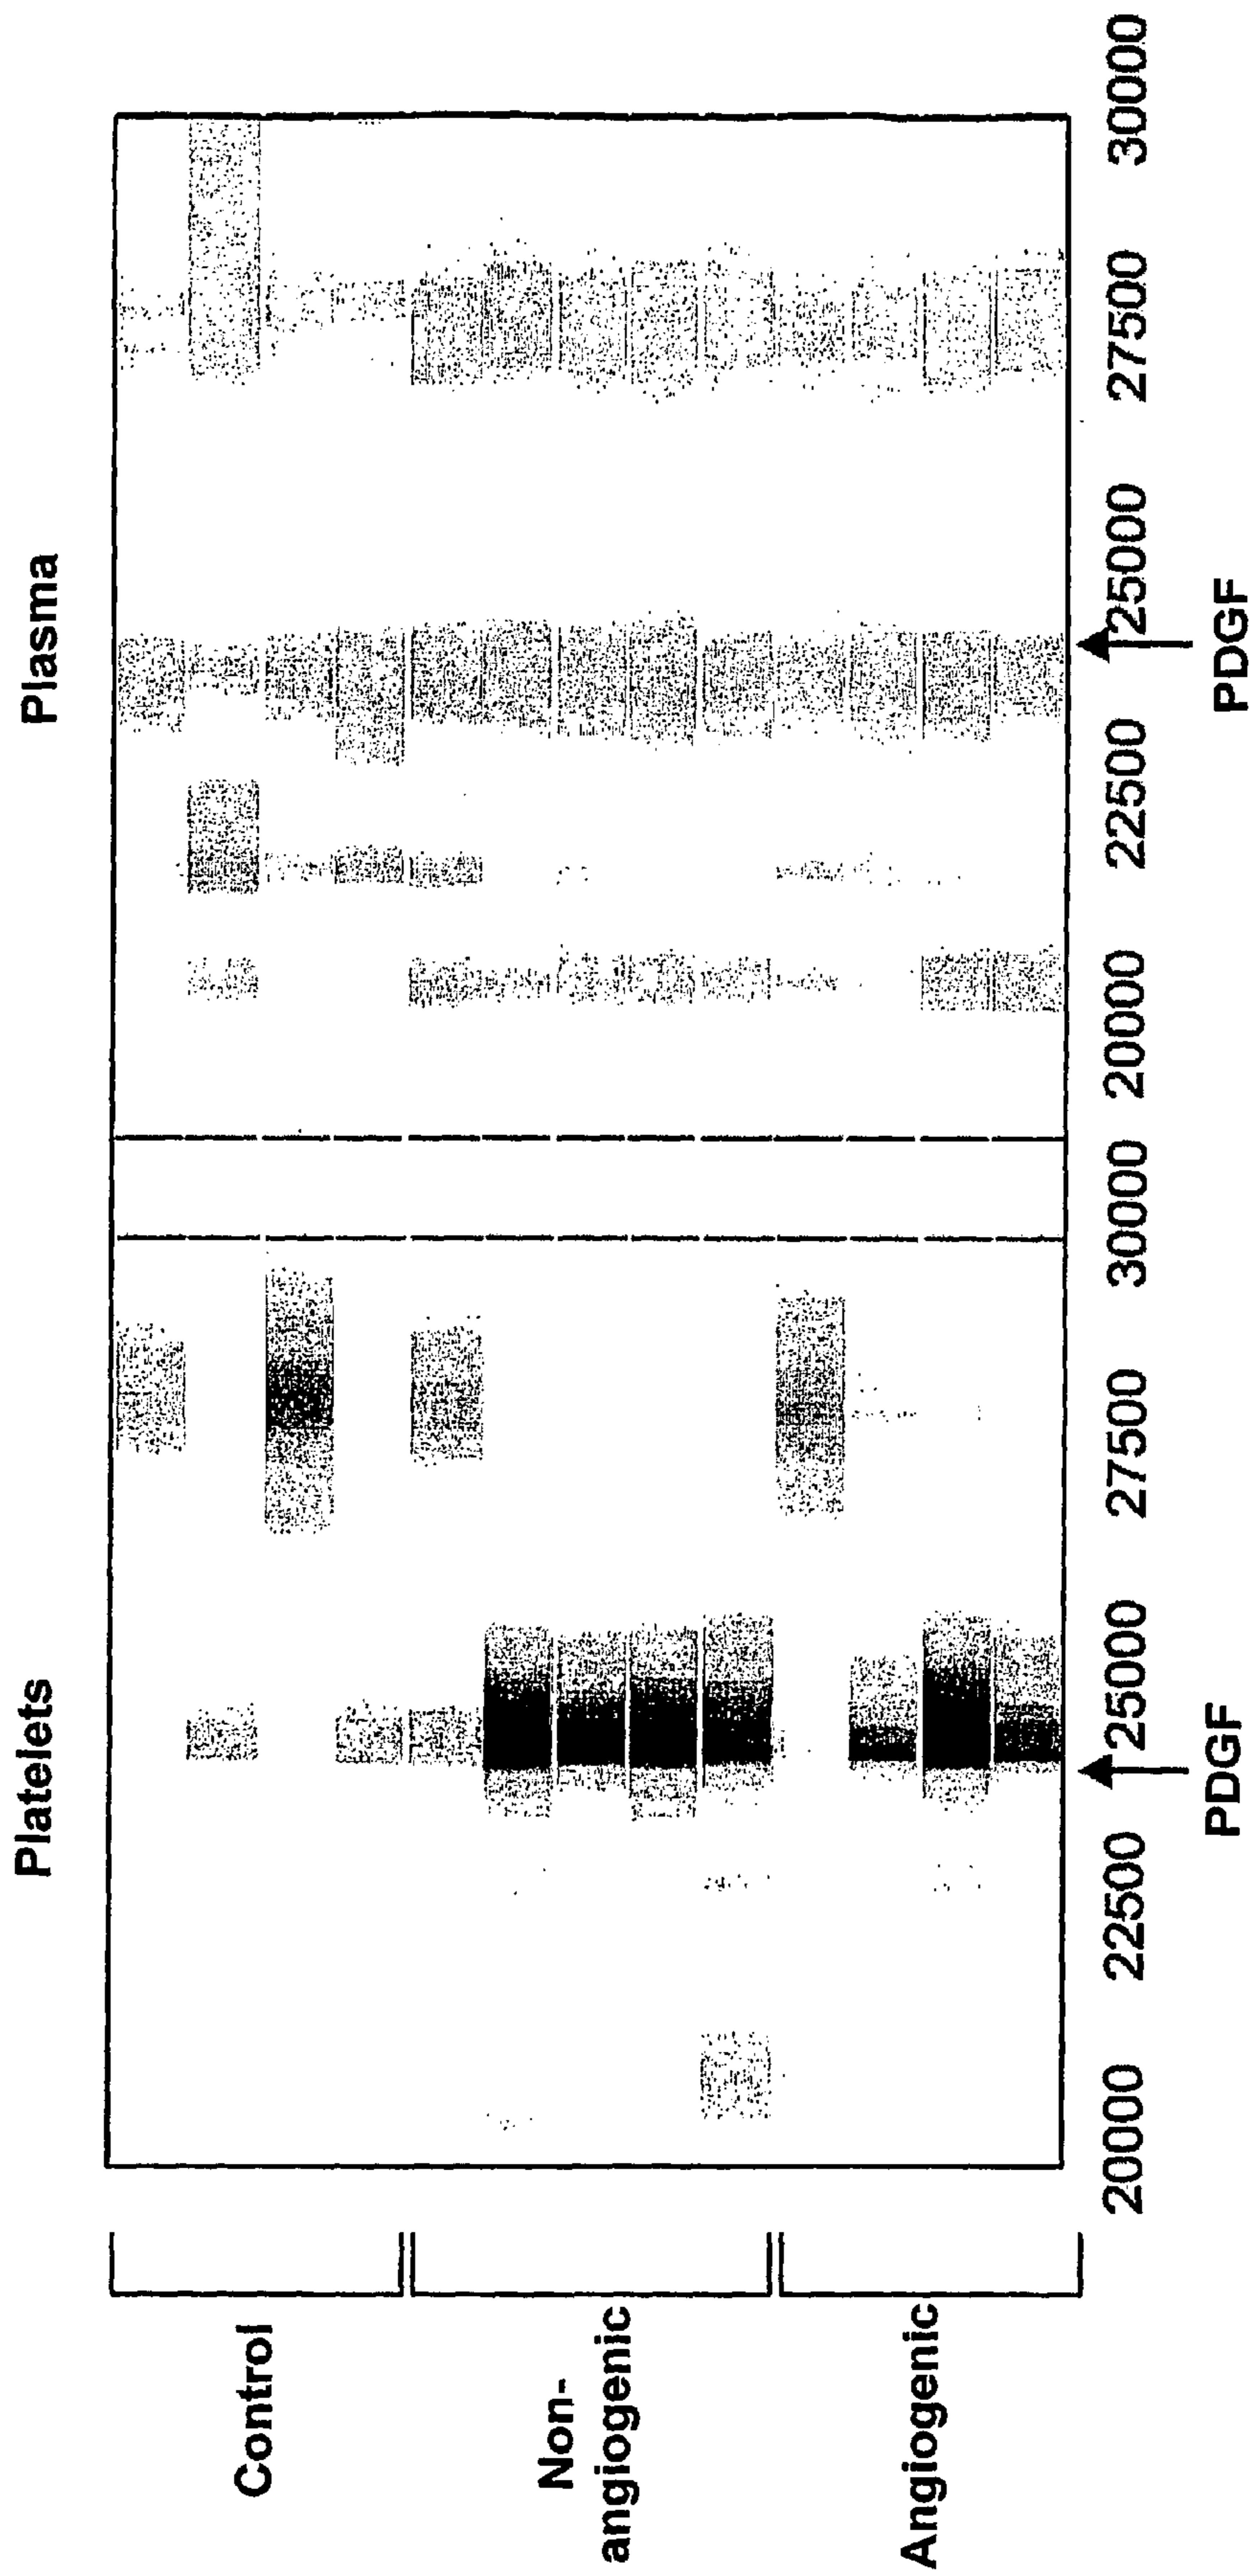 Platelets
Plasma
Control
Non-
angiogenic
Angiogenic
20000 22500 25000 27500 30000 20000 22500 25000 27500 30000
PDGF
PDGF